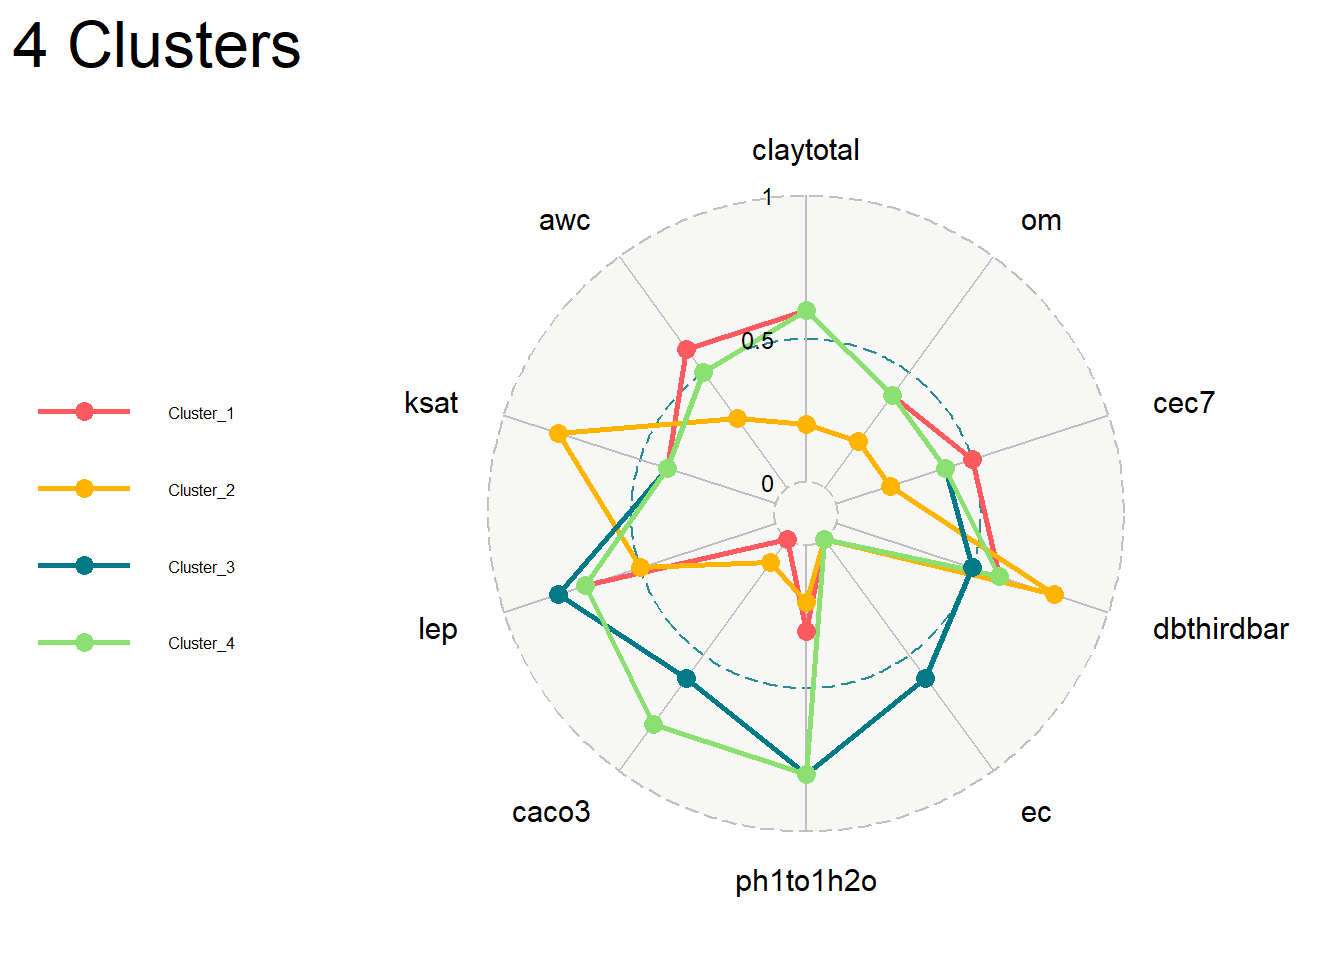 4 Clusters
claytotal
1
awc
om
0.5
ksat
cec7
Cluster_1
0
Cluster_2
Cluster_3
lep
dbthirdbar
Cluster_4
caco3
ec
ph1to1h2o